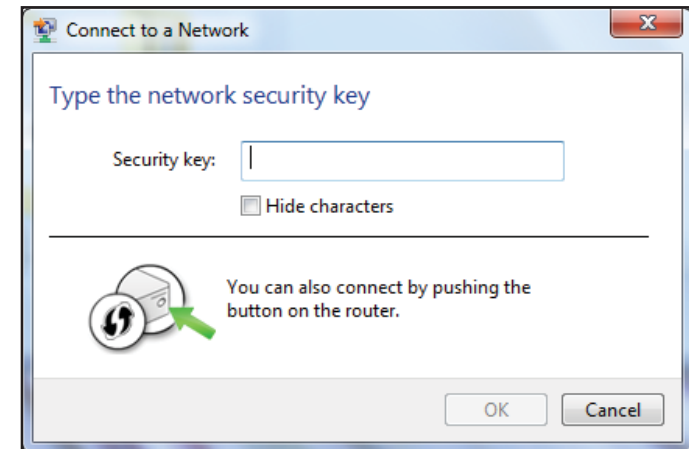 Connect to a Network
Type the network security key
Security key:
Hide characters
You can also connect by pushing the
button on the router.
OK Cancel